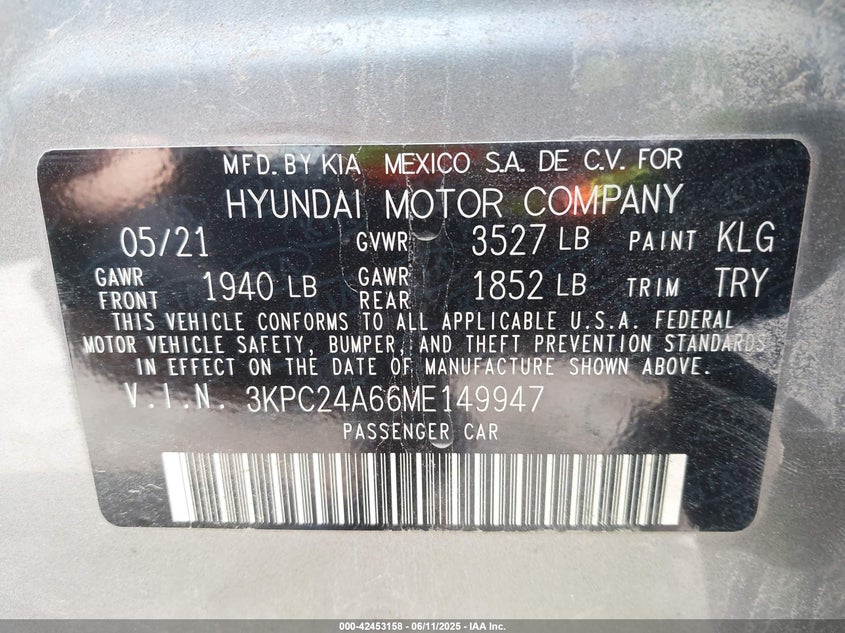 MFD. BY KIA MEXICO S.A. DE C.V. FOR
HYUNDAI MOTOR COMPANY
05/21 GVWR 3527 LB PAINT KLG
GAWR FRONT 1940 LB GAWR REAR 1852 LB TRIM TRY
THIS VEHICLE CONFORMS TO ALL APPLICABLE U.S.A. FEDERAL
MOTOR VEHICLE SAFETY, BUMPER, AND THEFT PREVENTION STANDARDS
IN EFFECT ON THE DATE OF MANUFACTURE SHOWN ABOVE.
V.I.N. 3KPC24A66ME149947
PASSENGER CAR
000-42453158 - 06/11/2025 - IAA Inc.